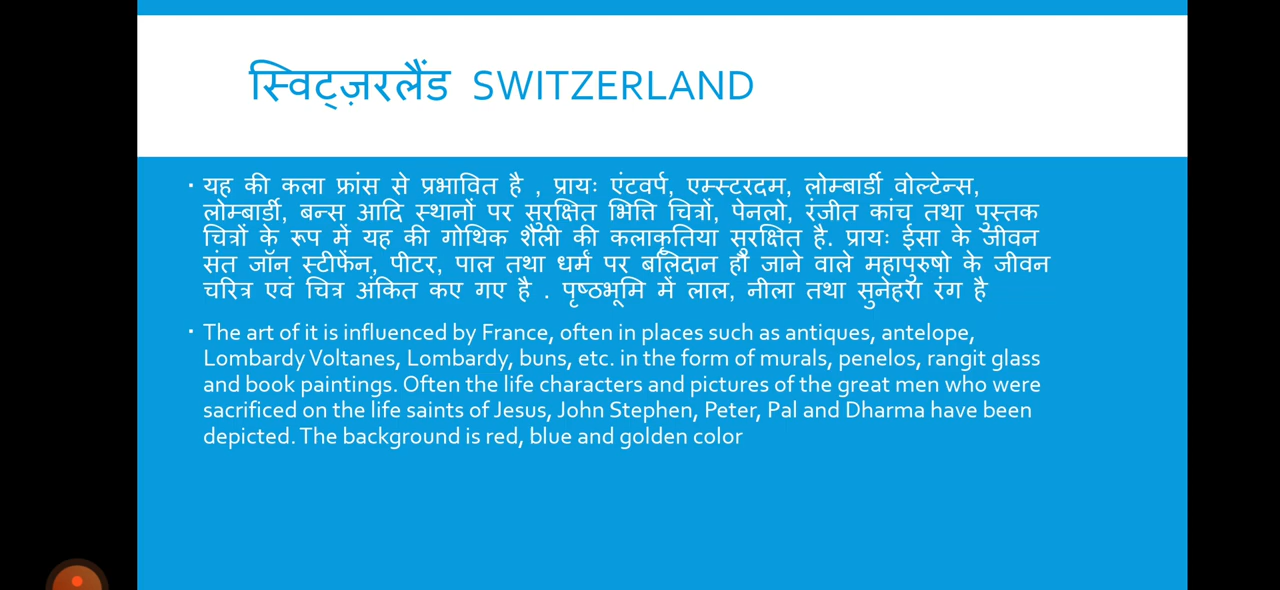 स्विट्ज़रलैंड SWITZERLAND
यह की कला फ्रांस से प्रभावित है , प्रायः एंटवर्प, एम्स्टरदम, लोम्बार्डी वोल्टेन्स,
लोम्बार्डी, बन्स आदि स्थानों पर सुरक्षित भित्ति चित्रों, पेनलो, रंजीत कांच तथा पुस्तक
चित्रों के रूप में यह की गोथिक शैली की कलाकृतिया सुरक्षित है. प्रायः ईसा के जीवन
संत जॉन स्टीफेंन, पीटर, पाल तथा धर्म पर बलिदान हो जाने वाले महापुरुषो के जीवन
चरित्र एवं चित्र अंकित कए गए है . पृष्ठभूमि में लाल, नीला तथा सुनेहरा रंग है
The art of it is influenced by France, often in places such as antiques, antelope,
Lombardy Voltanes, Lombardy, buns, etc. in the form of murals, penelos, rangit glass
and book paintings. Often the life characters and pictures of the great men who were
sacrificed on the life saints of Jesus, John Stephen, Peter, Pal and Dharma have been
depicted. The background is red, blue and golden color